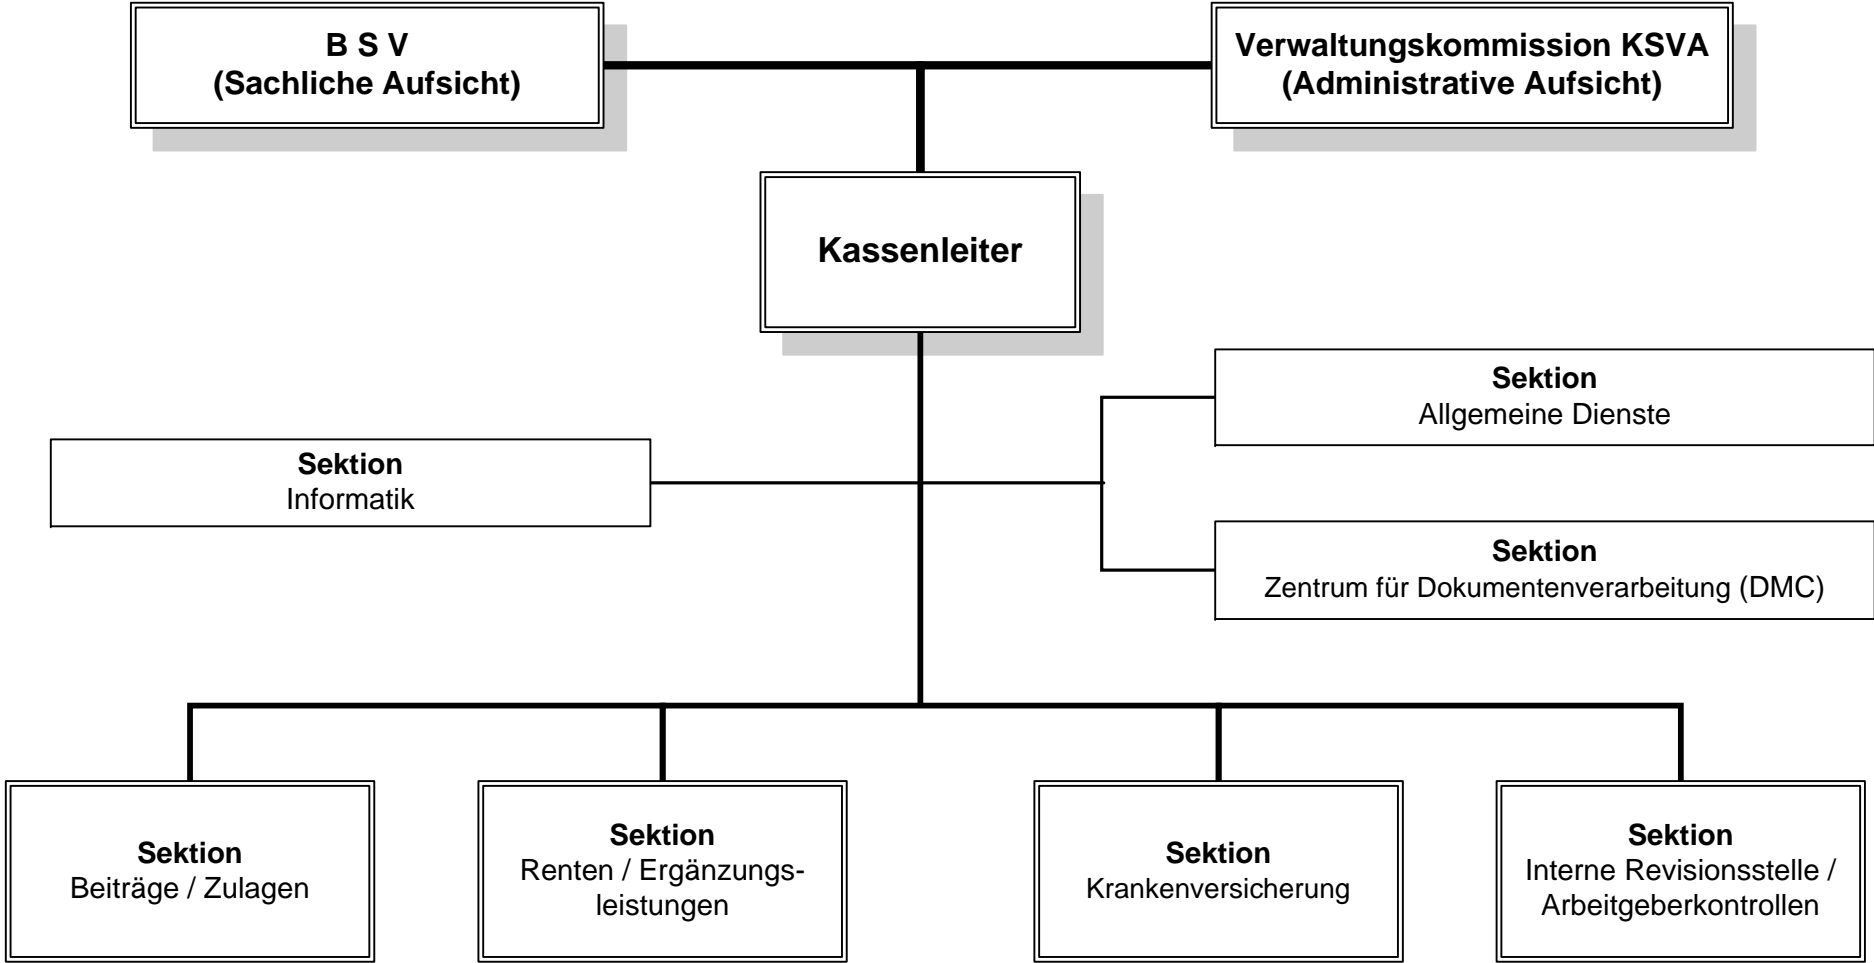 B S V
(Sachliche Aufsicht)
Verwaltungskommission KSVA
(Administrative Aufsicht)
Kassenleiter
Sektion
Allgemeine Dienste
Sektion
Informatik
Sektion
Zentrum für Dokumentenverarbeitung (DMC)
Sektion
Beiträge / Zulagen
Sektion
Renten / Ergänzungs-
leistungen
Sektion
Krankenversicherung
Sektion
Interne Revisionsstelle /
Arbeitgeberkontrollen